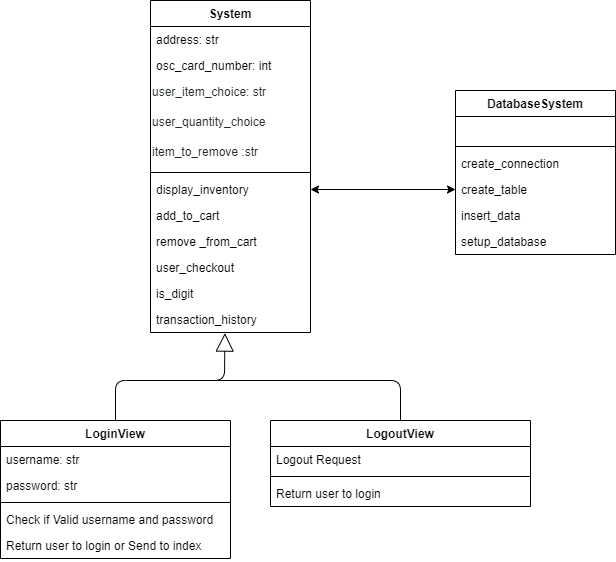 System
address: str
osc_card_number: int
user_item_choice: str
user_quantity_choice
item_to_remove :str
display_inventory
add_to_cart
remove _from_cart
user_checkout
is_digit
transaction_history
DatabaseSystem
create_connection
create_table
insert_data
setup_database
LoginView
username: str
password: str
Check if Valid username and password
Return user to login or Send to index
LogoutView
Logout Request
Return user to login